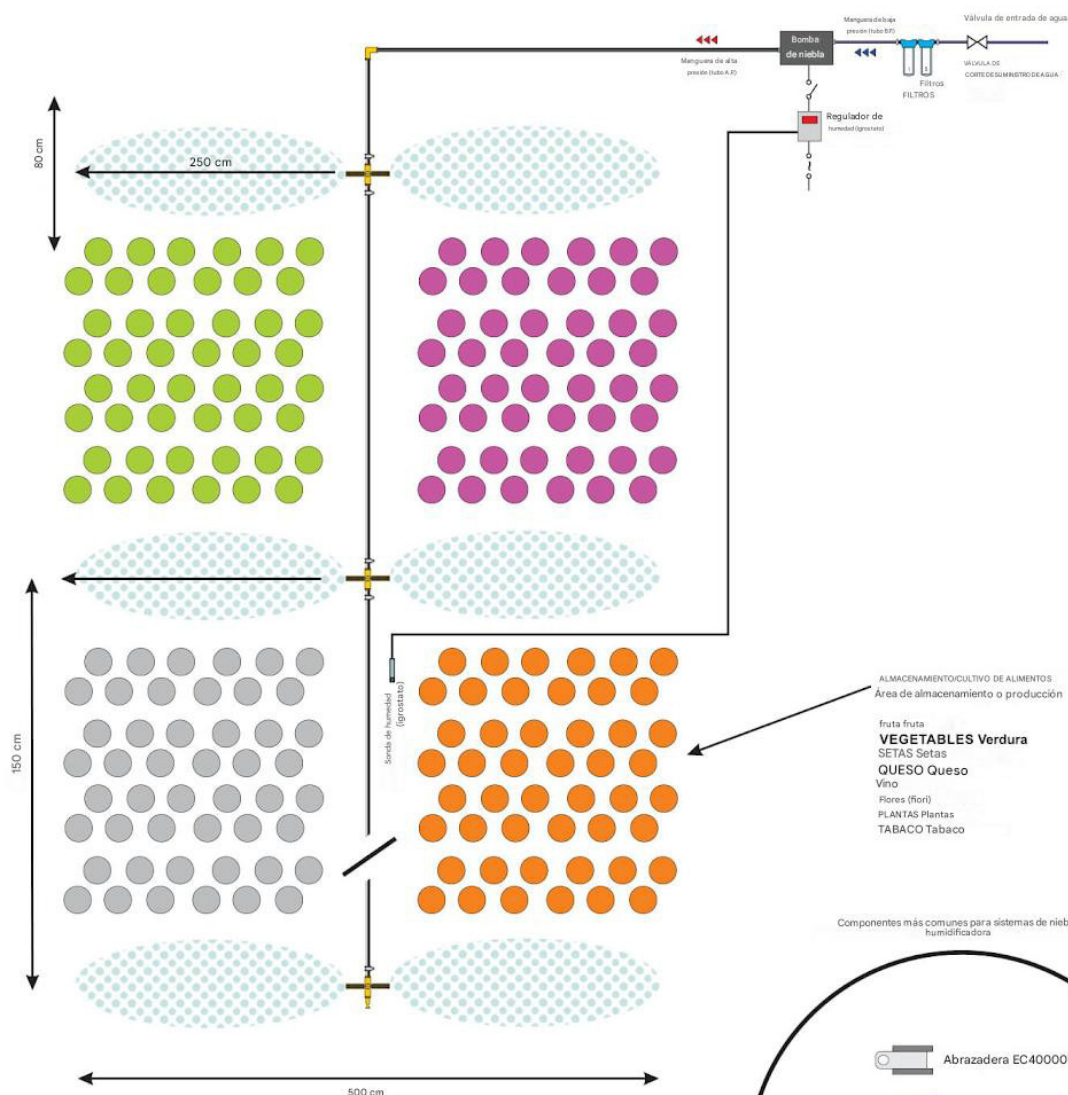 Manguera de baja
presión (tubo B.P.)
Válvula de entrada de agua
Bomba
de niebla
Manguera de alta
presión (tubo A.P.)
VÁLVULA DE
CORTE DE SUMINISTRO DE AGUA
1
2
Filtros
FILTROS
Regulador de
humedad (igrostato)
80 cm
250 cm
Sonda de humedad
(igrostato)
150 cm
ALMACENAMIENTO/CULTIVO DE ALIMENTOS
Área de almacenamiento o producción
fruta fruta
VEGETABLES Verdura
SETAS Setas
QUESO Queso
Vino
Flores (fiori)
PLANTAS Plantas
TABACO Tabaco
Componentes más comunes para sistemas de niebl
humidificadora
Abrazadera EC40000
500 cm